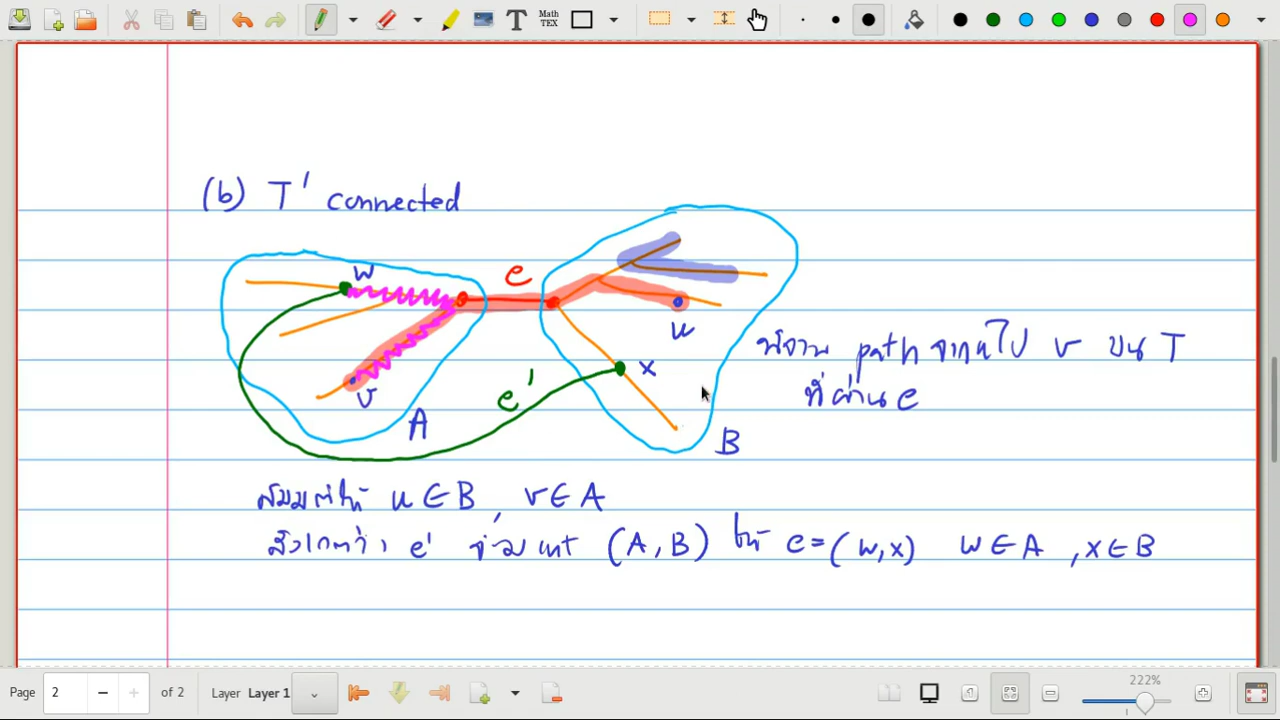 Math
TEX
(b) T' connected
w
e
u
พิจารณา path จาก u ไป v บน T
ที่ผ่าน e
x
v
e'
A
B
สมมติให้ u ∈ B, v ∈ A
สังเกตว่า e' ข้าม cut (A, B) ให้ e = (w, x) w ∈ A, x ∈ B
Page 2 of 2 Layer Layer 1
222%